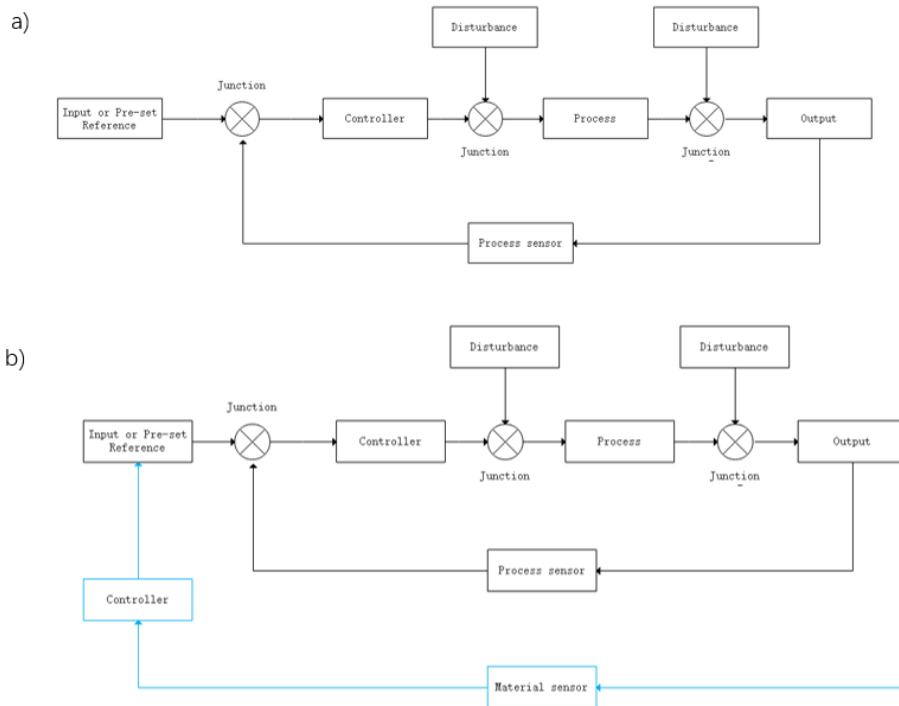 a)
Disturbance
Disturbance
Junction
Input or Pre-set
Reference
Controller
Process
Output
Junction
Junction
Process sensor
b)
Disturbance
Disturbance
Junction
Input or Pre-set
Reference
Controller
Process
Output
Junction
Junction
Process sensor
Controller
Material sensor